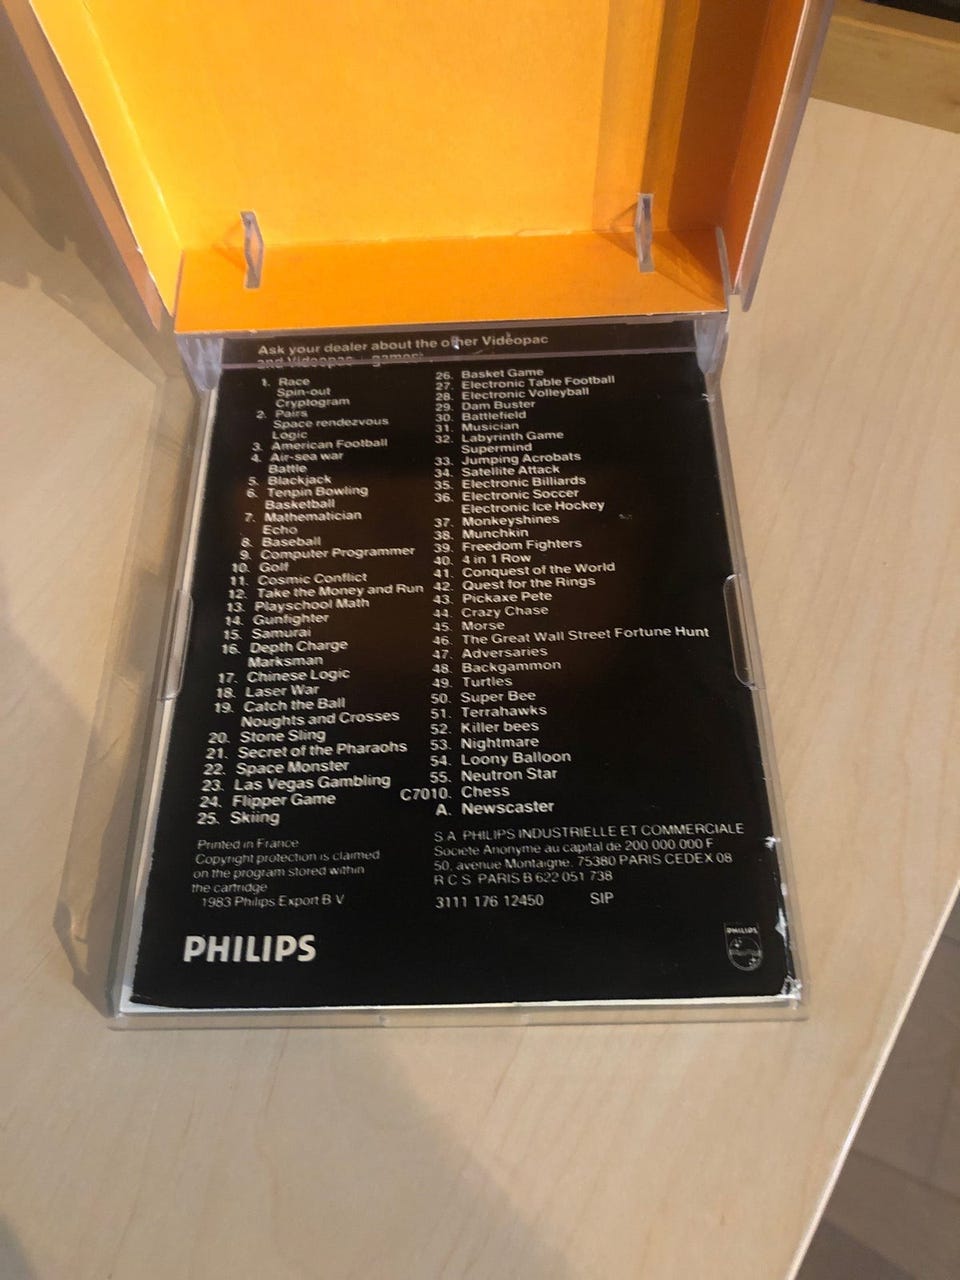 Ask your dealer about the other Videopac
and Videopac games:
1. Race
Spin-out
Cryptogram
2. Pairs
Space rendezvous
Logic
3. American Football
4. Air-sea war
Battle
5. Blackjack
6. Tenpin Bowling
Basketball
7. Mathematician
Echo
8. Baseball
9. Computer Programmer
10. Golf
11. Cosmic Conflict
12. Take the Money and Run
13. Playschool Math
14. Gunfighter
15. Samurai
16. Depth Charge
Marksman
17. Chinese Logic
18. Laser War
19. Catch the Ball
Noughts and Crosses
20. Stone Sling
21. Secret of the Pharaohs
22. Space Monster
23. Las Vegas Gambling
24. Flipper Game
25. Skiing
26. Basket Game
27. Electronic Table Football
28. Electronic Volleyball
29. Dam Buster
30. Battlefield
31. Musician
32. Labyrinth Game
Supermind
33. Jumping Acrobats
34. Satellite Attack
35. Electronic Billiards
36. Electronic Soccer
Electronic Ice Hockey
37. Monkeyshines
38. Munchkin
39. Freedom Fighters
40. 4 in 1 Row
41. Conquest of the World
42. Quest for the Rings
43. Pickaxe Pete
44. Crazy Chase
45. Morse
46. The Great Wall Street Fortune Hunt
47. Adversaries
48. Backgammon
49. Turtles
50. Super Bee
51. Terrahawks
52. Killer bees
53. Nightmare
54. Loony Balloon
55. Neutron Star
C7010. Chess
A. Newscaster
Printed in France
Copyright protection is claimed
on the program stored within
the cartridge
1983 Philips Export B V
S.A. PHILIPS INDUSTRIELLE ET COMMERCIALE
Société Anonyme au capital de 200 000 000 F
50, avenue Montaigne, 75380 PARIS CEDEX 08
R C S PARIS B 622 051 738
3111 176 12450 SIP
PHILIPS
PHILIPS